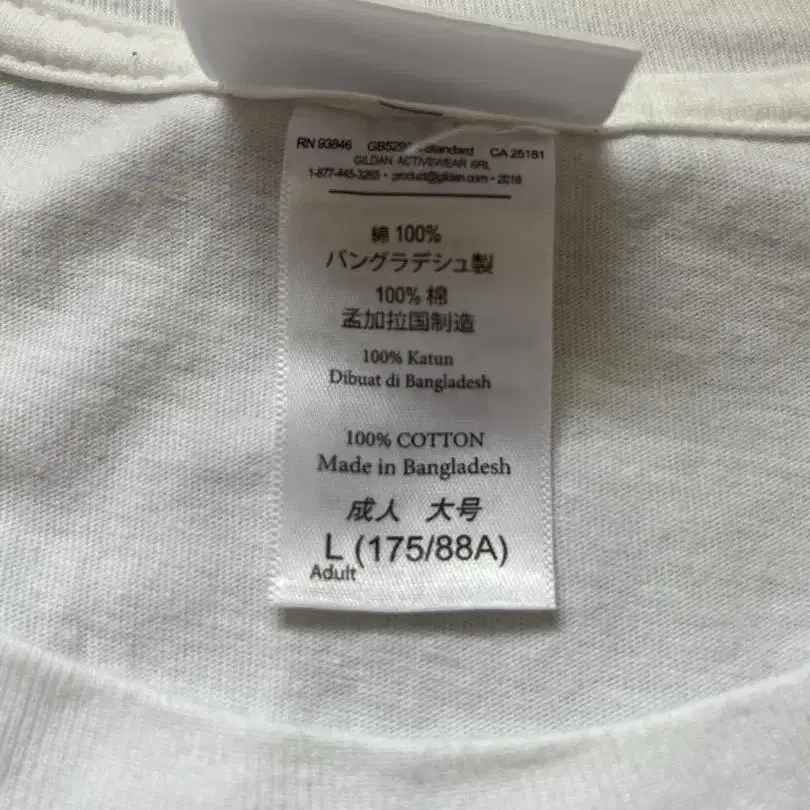 RN 93846 Standard CA 25181
GILDAN ACTIVEWEAR SRL
1-877-445-3265 • product@gildan.com • 2016
綿 100%
バングラデシュ製
100% 棉
孟加拉国制造
100% Katun
Dibuat di Bangladesh
100% COTTON
Made in Bangladesh
成人 大号
L (175/88A)
Adult